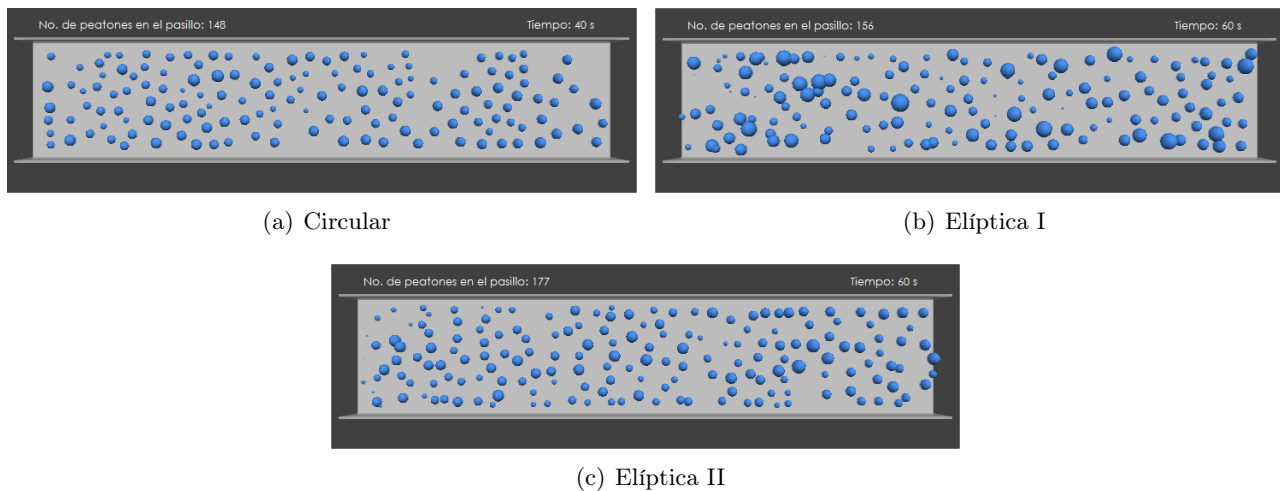 No. de peatones en el pasillo: 148 Tiempo: 40 s
No. de peatones en el pasillo: 156 Tiempo: 60 s
(a) Circular
(b) Elíptica I
No. de peatones en el pasillo: 177 Tiempo: 60 s
(c) Elíptica II